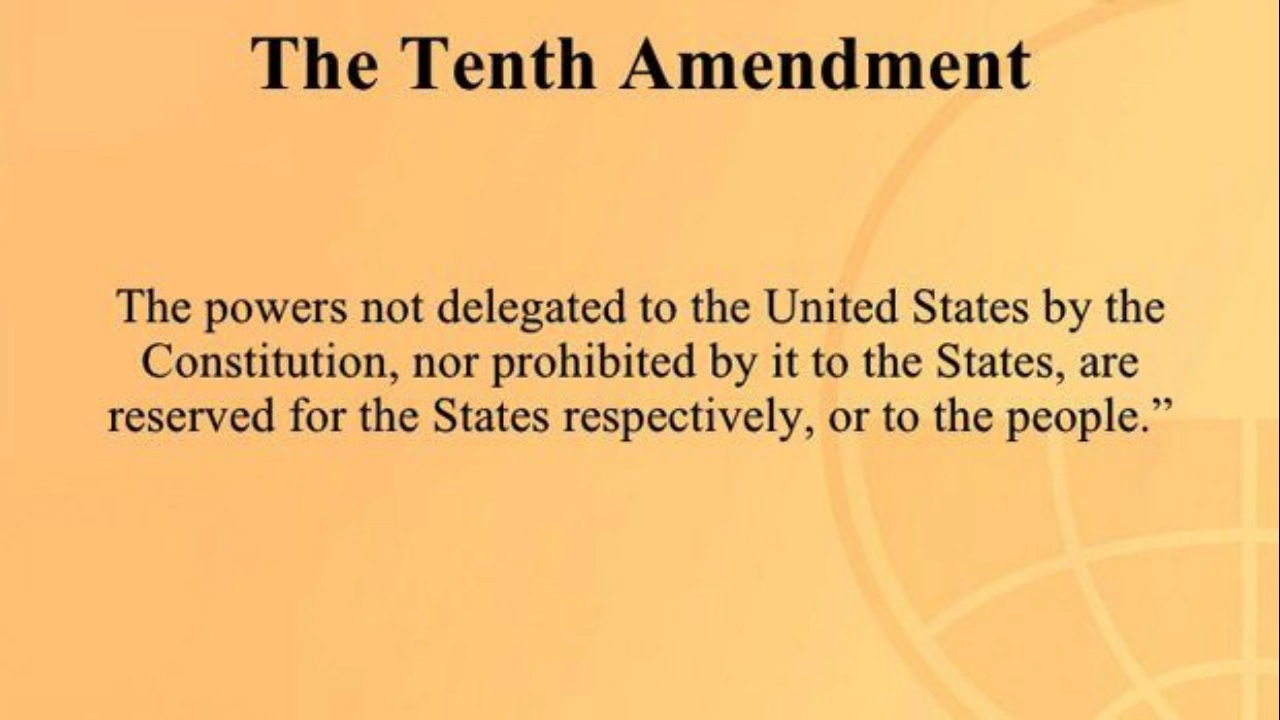 The Tenth Amendment
The powers not delegated to the United States by the
Constitution, nor prohibited by it to the States, are
reserved for the States respectively, or to the people.”